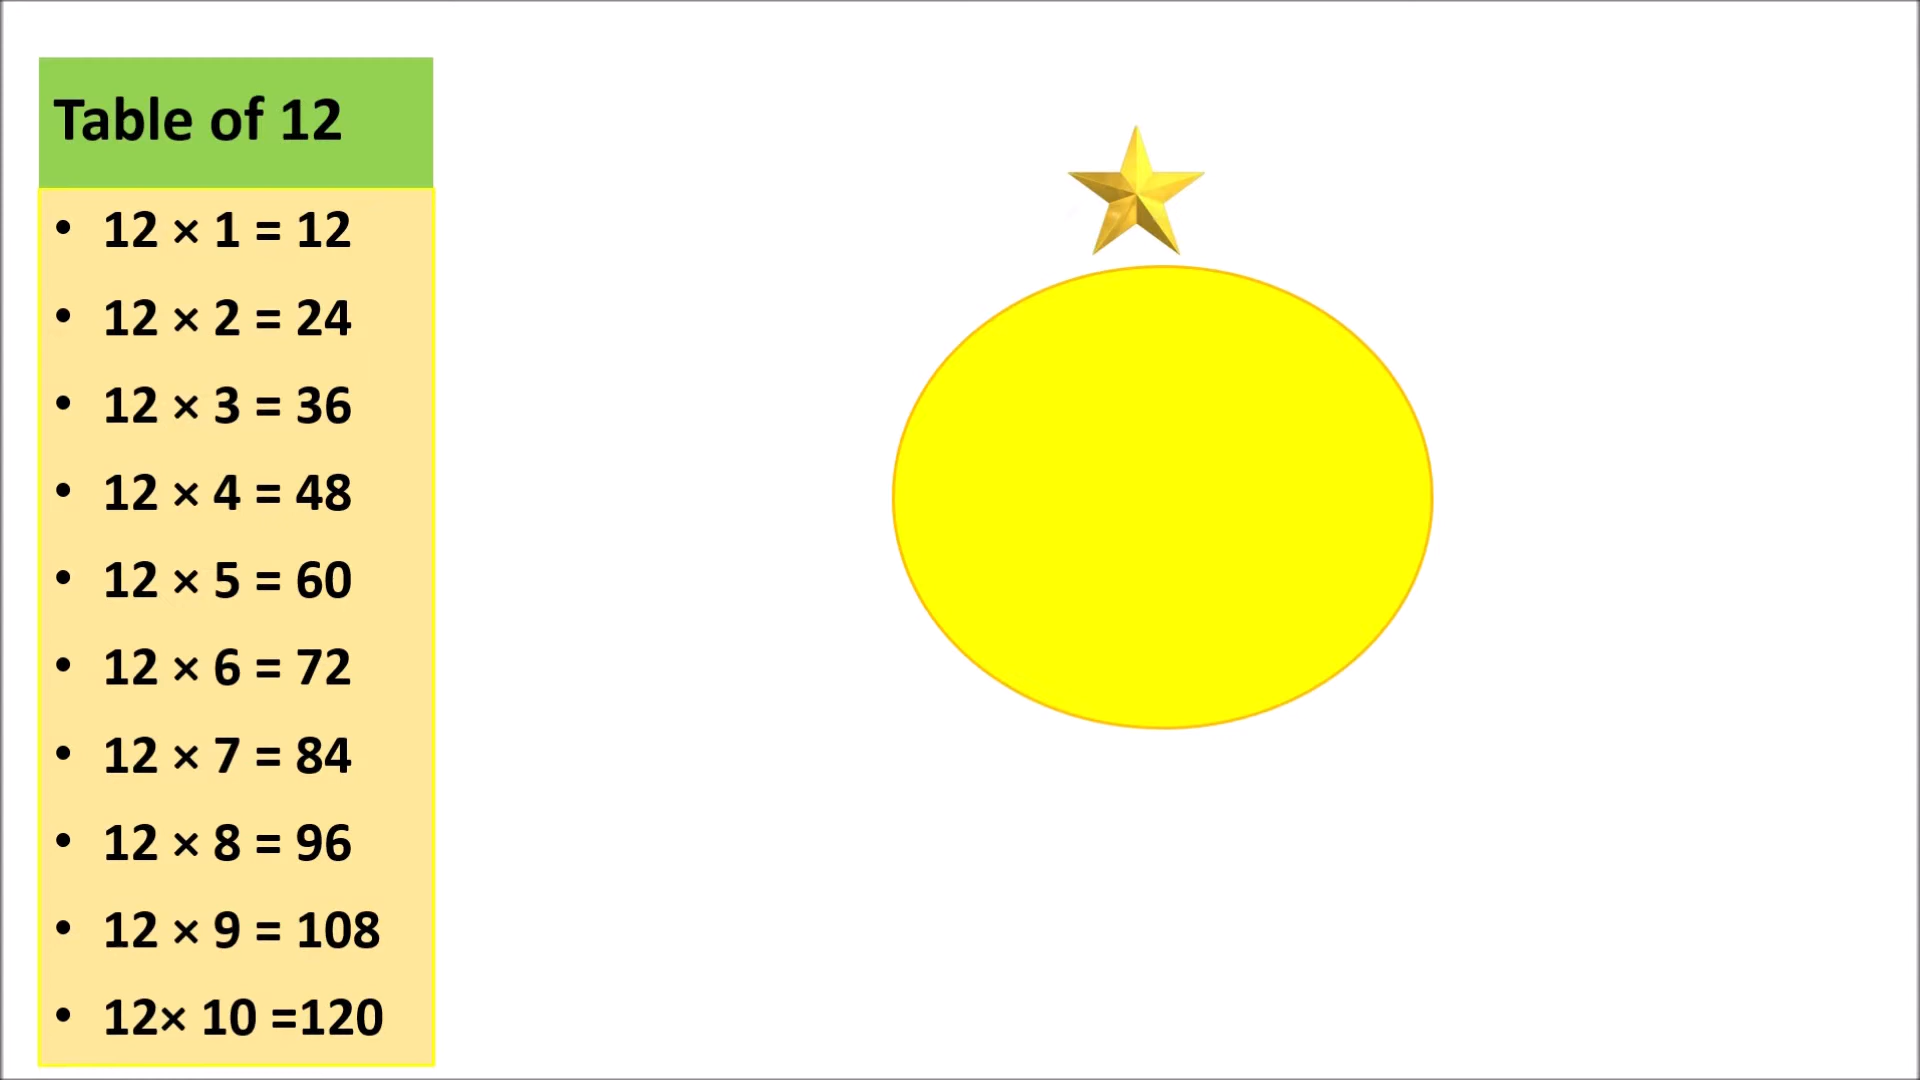 Table of 12
• 12 × 1 = 12
• 12 × 2 = 24
• 12 × 3 = 36
• 12 × 4 = 48
• 12 × 5 = 60
• 12 × 6 = 72
• 12 × 7 = 84
• 12 × 8 = 96
• 12 × 9 = 108
• 12× 10 =120